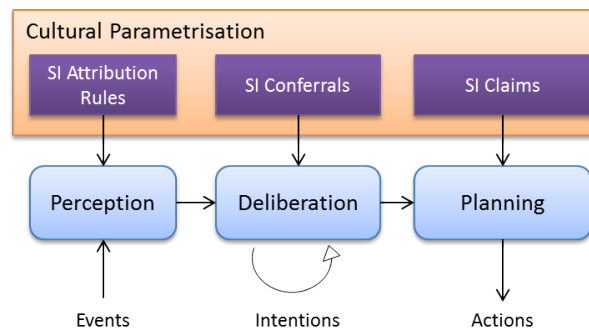 Cultural Parametrisation
SI Attribution
Rules
SI Conferrals
SI Claims
Perception
Deliberation
Planning
Events
Intentions
Actions